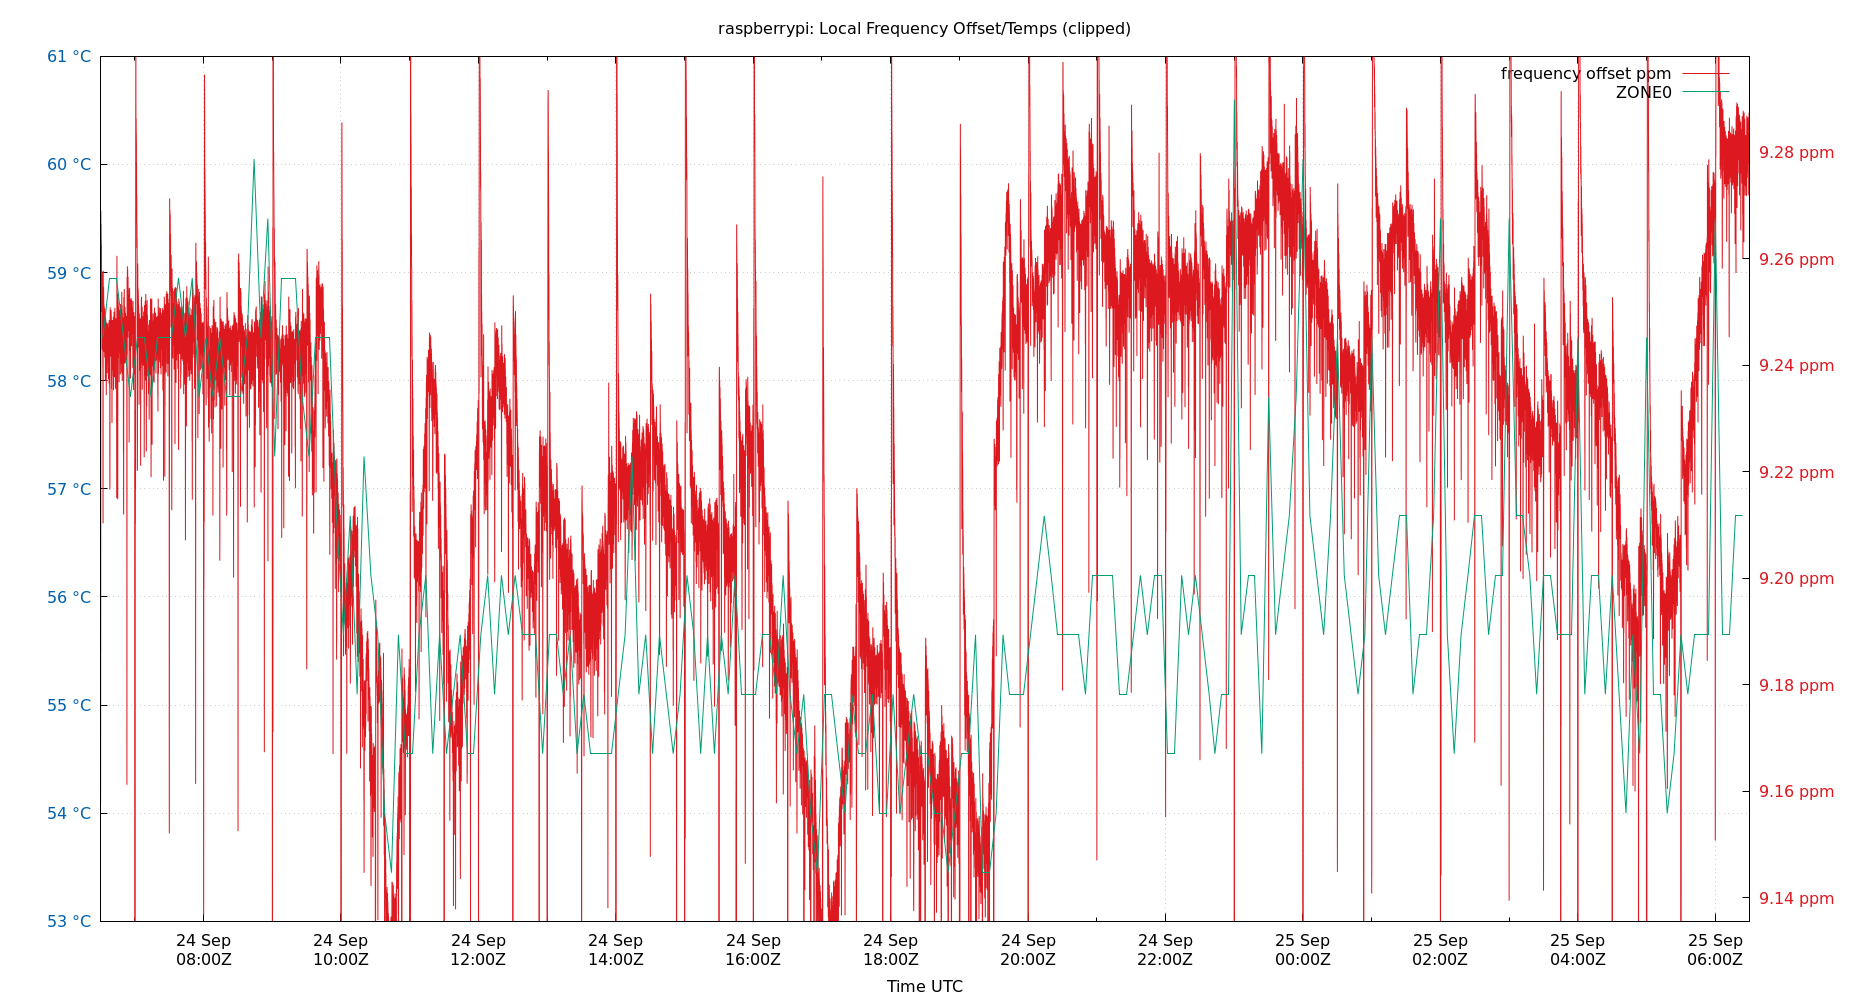 raspberrypi: Local Frequency Offset/Temps (clipped)
61 °C
60 °C
59 °C
58 °C
57 °C
56 °C
55 °C
54 °C
53 °C
frequency offset ppm
ZONE0
9.28 ppm
9.26 ppm
9.24 ppm
9.22 ppm
9.20 ppm
9.18 ppm
9.16 ppm
9.14 ppm
24 Sep 24 Sep 24 Sep 24 Sep 24 Sep 24 Sep 24 Sep 24 Sep 25 Sep 25 Sep 25 Sep 25 Sep
08:00Z 10:00Z 12:00Z 14:00Z 16:00Z 18:00Z 20:00Z 22:00Z 00:00Z 02:00Z 04:00Z 06:00Z
Time UTC